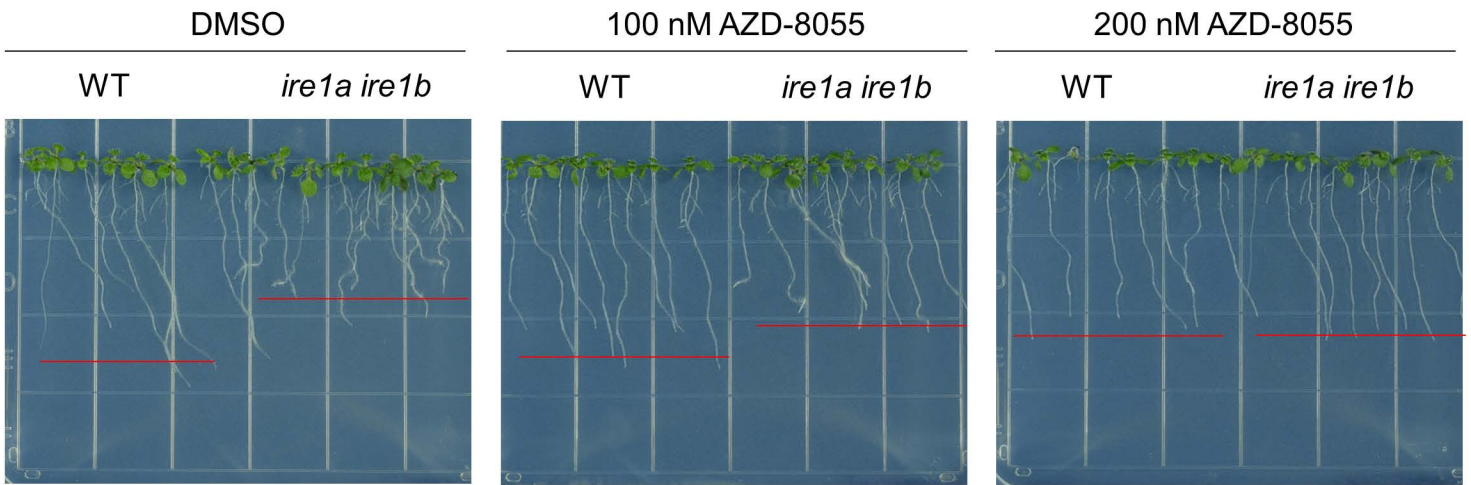 DMSO 100 nM AZD-8055 200 nM AZD-8055
WT ire1a ire1b WT ire1a ire1b WT ire1a ire1b